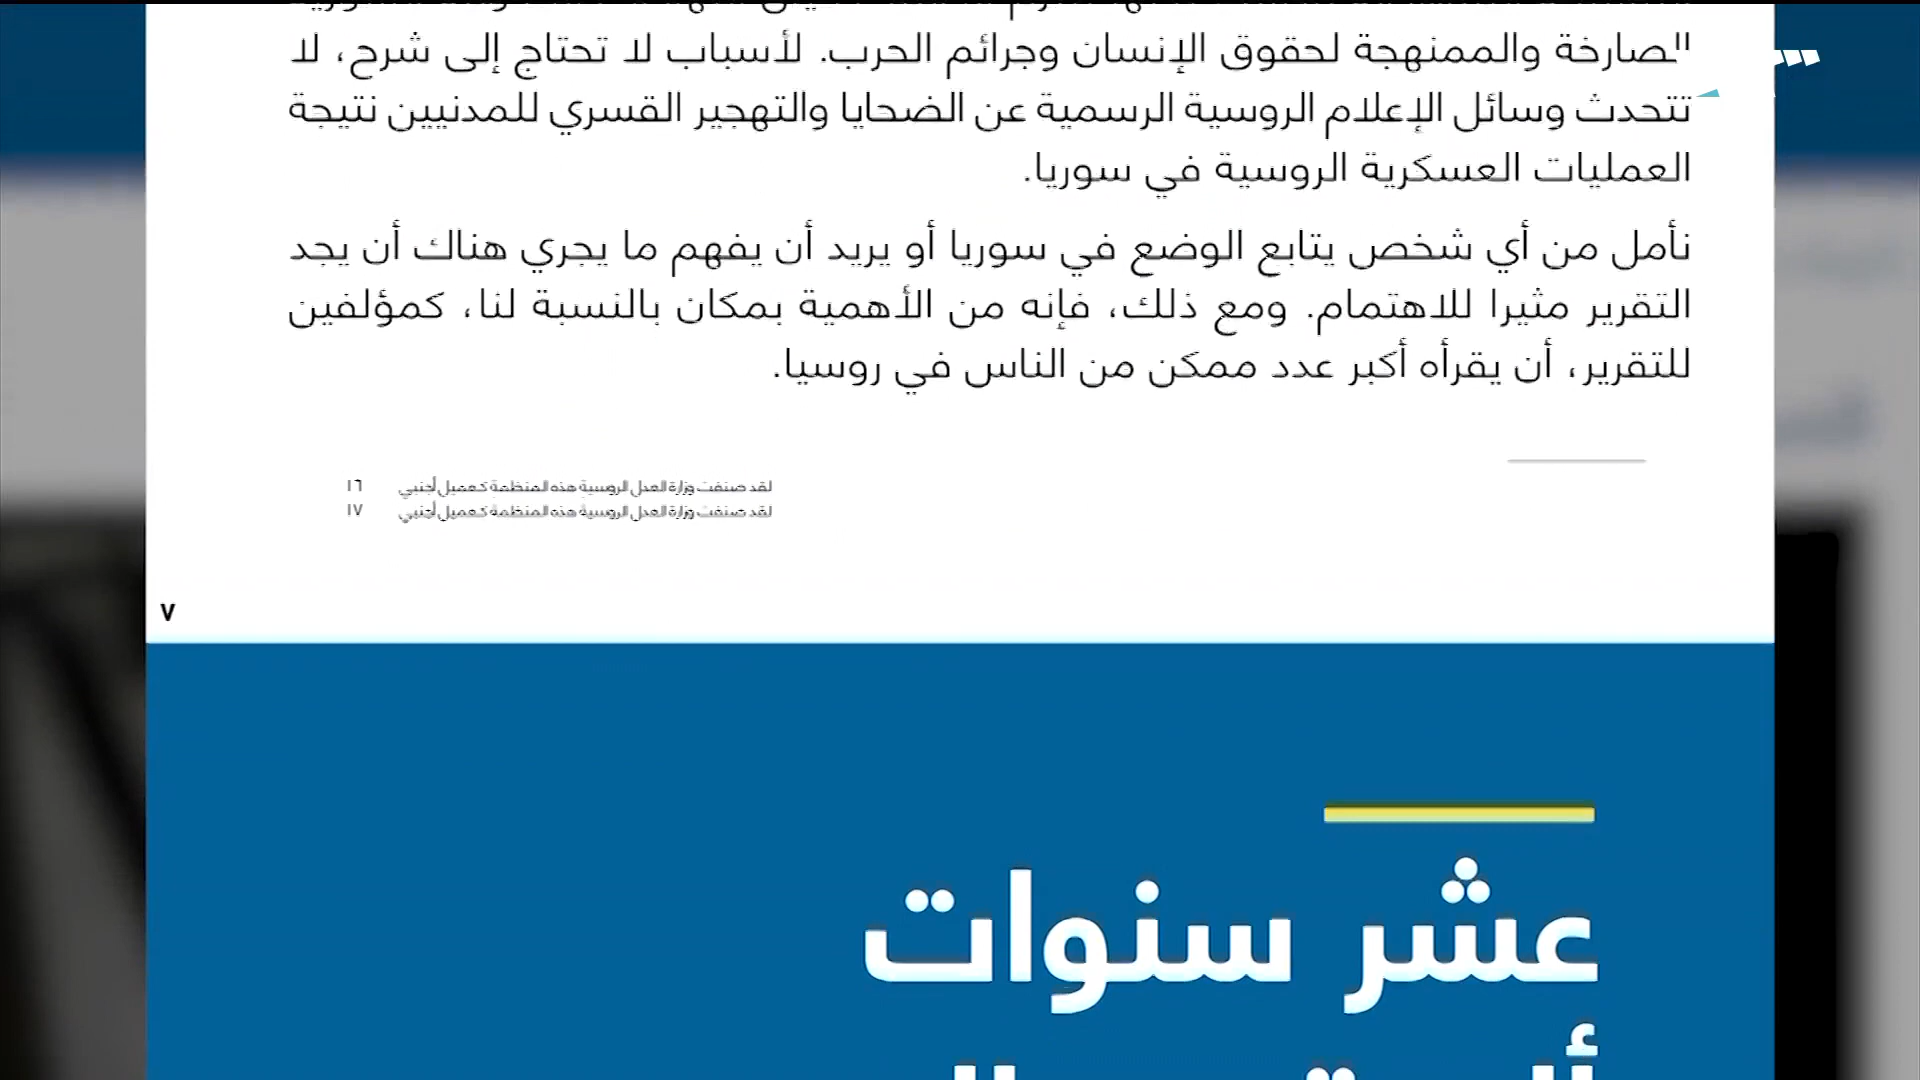 الصارخة والممنهجة لحقوق الإنسان وجرائم الحرب. لأسباب لا تحتاج إلى شرح، لا
تتحدث وسائل الإعلام الروسية الرسمية عن الضحايا والتهجير القسري للمدنيين نتيجة
العمليات العسكرية الروسية في سوريا.
نأمل من أي شخص يتابع الوضع في سوريا أو يريد أن يفهم ما يجري هناك أن يجد
التقرير مثيرا للاهتمام. ومع ذلك، فإنه من الأهمية بمكان بالنسبة لنا، كمؤلفين
للتقرير، أن يقرأه أكبر عدد ممكن من الناس في روسيا.
لقد صنفت وزارة العدل الروسية هذه المنظمة كعميل أجنبي ١٦
لقد صنفت وزارة العدل الروسية هذه المنظمة كعميل أجنبي ١٧
٧
عشر سنوات